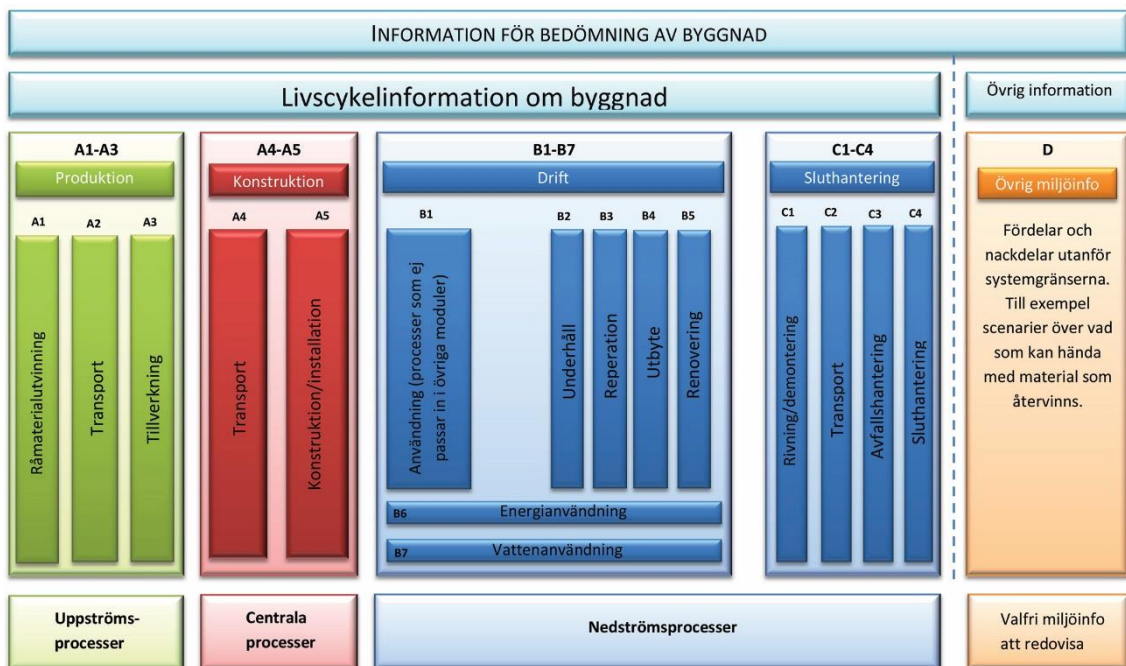 INFORMATION FÖR BEDÖMNING AV BYGGNAD
Livscykelinformation om byggnad
Övrig information
A1-A3
Produktion
A1
A2
A3
Råmaterialutvinning
Transport
Tillverkning
A4-A5
Konstruktion
A4
A5
Transport
Konstruktion/installation
B1-B7
Drift
B1
B2
B3
B4
B5
Användning (processer som ej
passar in i övriga moduler)
Underhåll
Reperation
Utbyte
Renovering
B6 Energianvändning
B7 Vattenanvändning
C1-C4
Sluthantering
C1
C2
C3
C4
Rivning/demontering
Transport
Avfallshantering
Sluthantering
D
Övrig miljöinfo
Fördelar och
nackdelar utanför
systemgränserna.
Till exempel
scenarier över vad
som kan hända
med material som
återvinns.
Uppströms-
processer
Centrala
processer
Nedströmsprocesser
Valfri miljöinfo
att redovisa